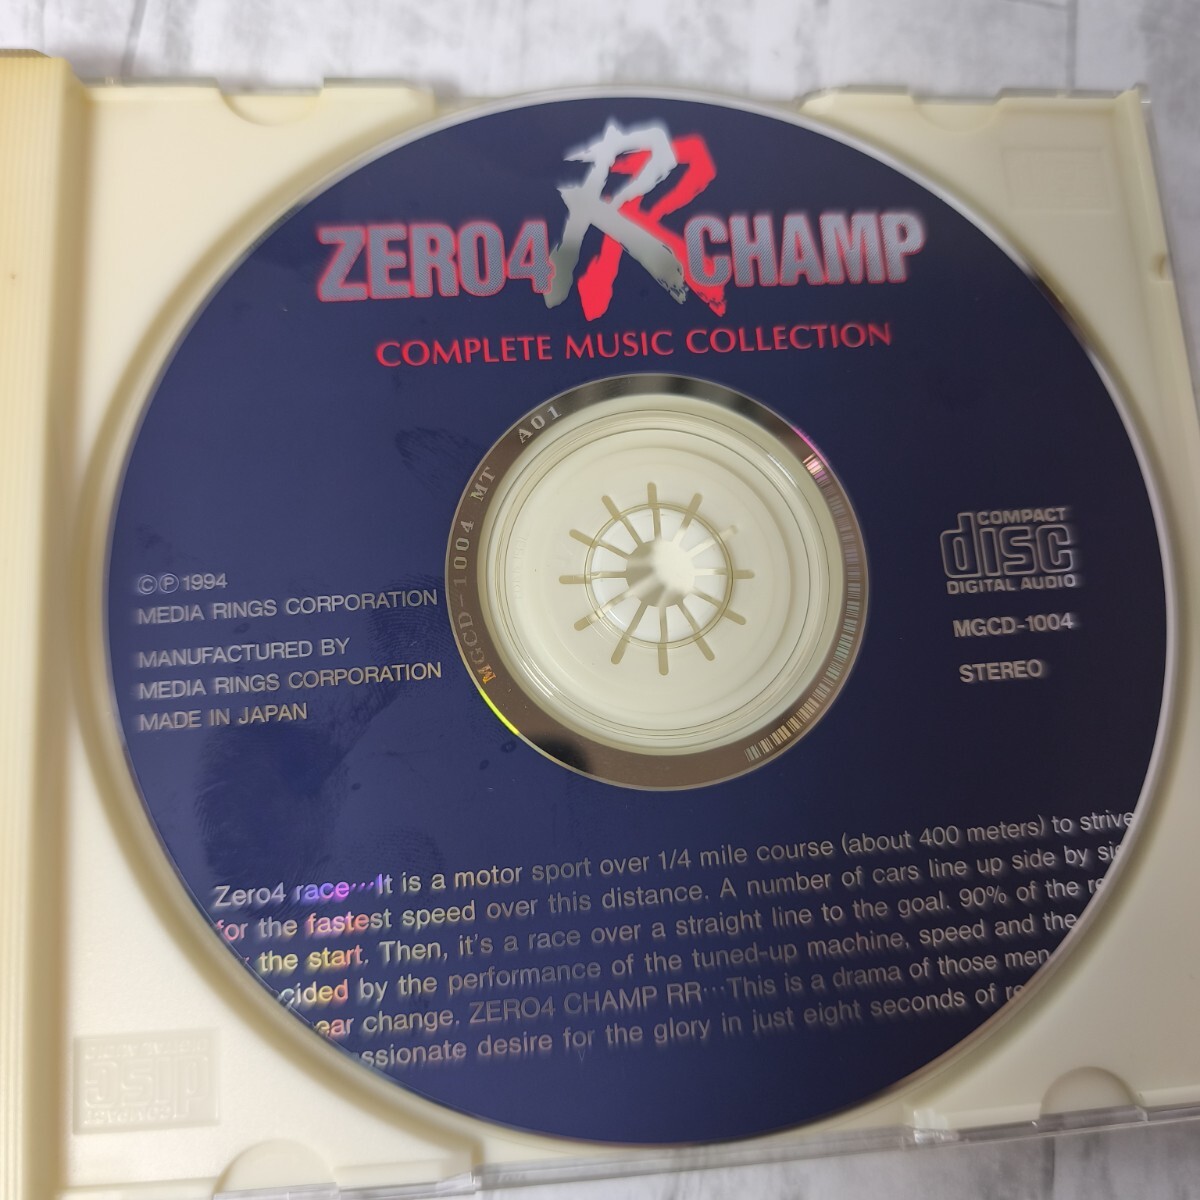 ZERO4 RR CHAMP
COMPLETE MUSIC COLLECTION
MGCD-1004 MT A01
©℗1994
MEDIA RINGS CORPORATION
MANUFACTURED BY
MEDIA RINGS CORPORATION
MADE IN JAPAN
COMPACT
disc
DIGITAL AUDIO
MGCD-1004
STEREO
Zero4 race…It is a motor sport over 1/4 mile course (about 400 meters) to strive
for the fastest speed over this distance. A number of cars line up side by
the start. Then, it's a race over a straight line to the goal. 90% of the
cided by the performance of the tuned-up machine, speed and the
ear change. ZERO4 CHAMP RR…This is a drama of those men
ssionate desire for the glory in just eight seconds of
COMPACT
disc